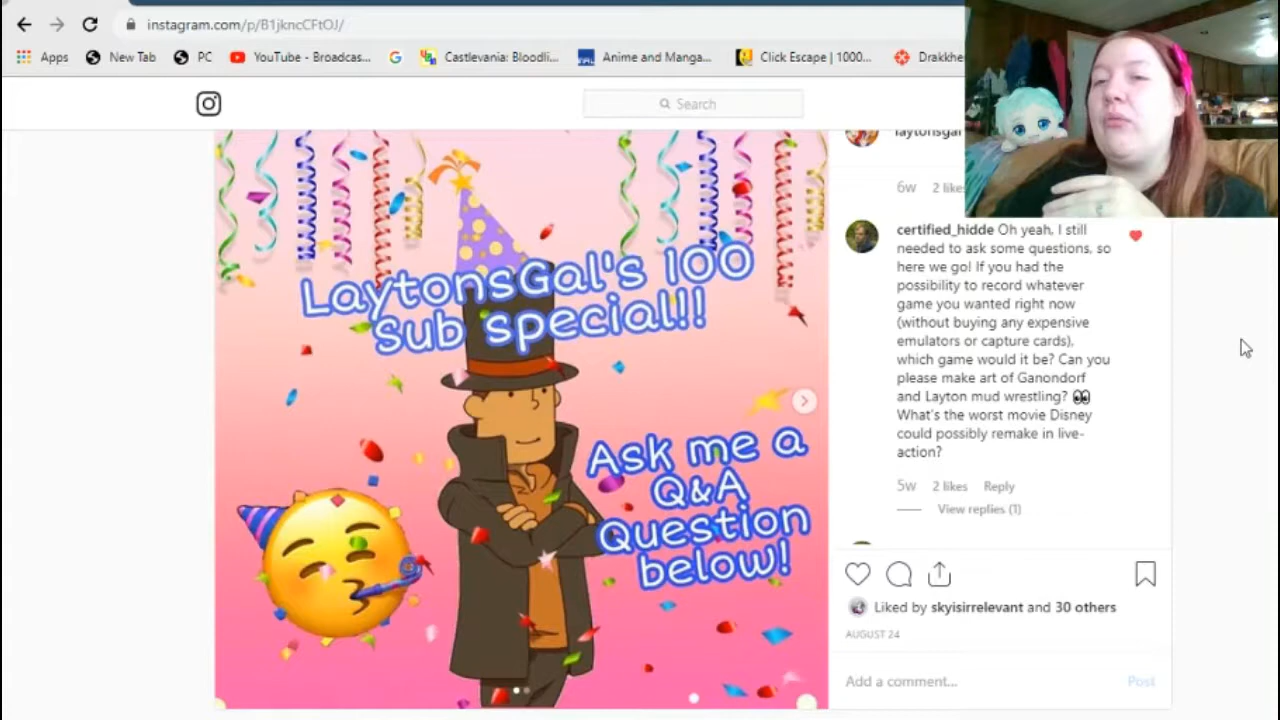 instagram.com/p/B1jkncCFtOJ/
Apps New Tab PC YouTube - Broadcas... Castlevania: Bloodli... Anime and Manga... Click Escape | 1000... Drakkhe
Search
LaytonsGal's 100
Sub special!!
Ask me a
Q&A
Question
below!
laytonsgal
6w 2 likes
certified_hidde Oh yeah, I still
needed to ask some questions, so
here we go! If you had the
possibility to record whatever
game you wanted right now
(without buying any expensive
emulators or capture cards),
which game would it be? Can you
please make art of Ganondorf
and Layton mud wrestling? 👀
What's the worst movie Disney
could possibly remake in live-
action?
5w 2 likes Reply
View replies (1)
Liked by skyisirrelevant and 30 others
AUGUST 24
Add a comment... Post